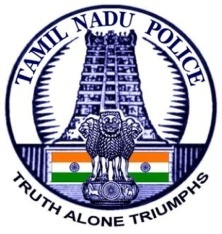 TAMIL NADU POLICE
TRUTH ALONE TRIUMPHS